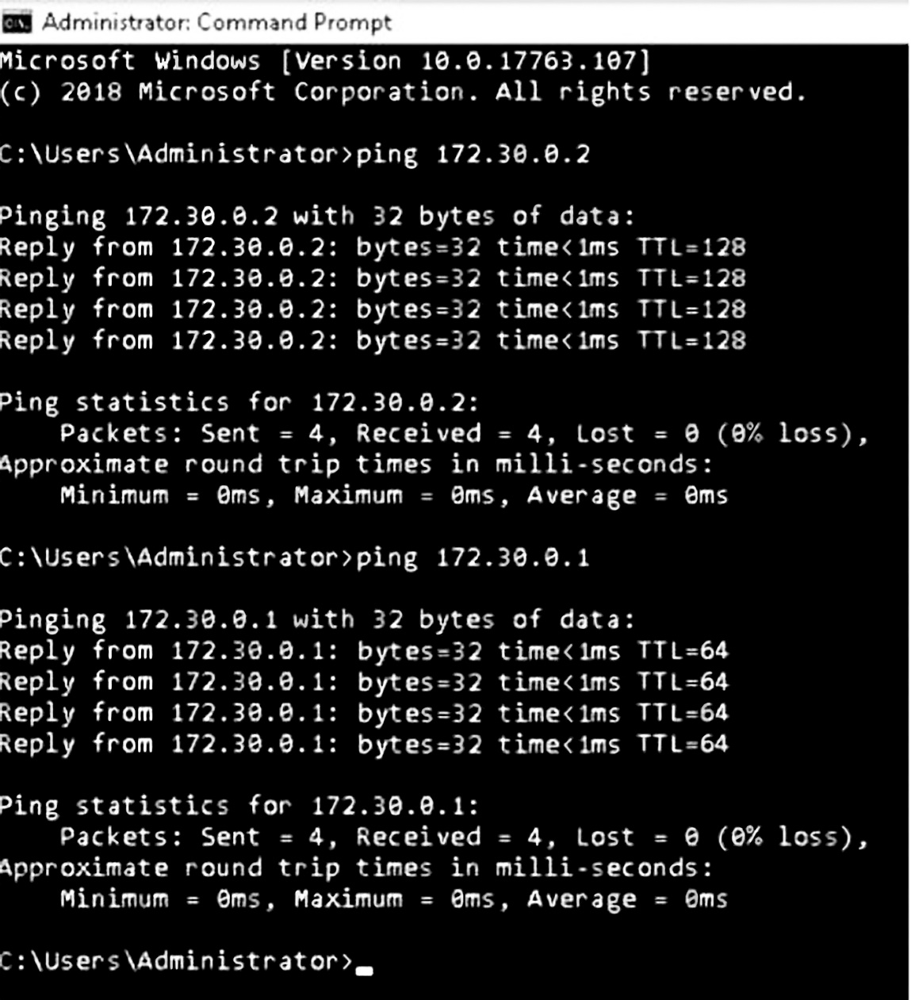 Administrator: Command Prompt
Microsoft Windows [Version 10.0.17763.107]
(c) 2018 Microsoft Corporation. All rights reserved.
C:\Users\Administrator>ping 172.30.0.2
Pinging 172.30.0.2 with 32 bytes of data:
Reply from 172.30.0.2: bytes=32 time<1ms TTL=128
Reply from 172.30.0.2: bytes=32 time<1ms TTL=128
Reply from 172.30.0.2: bytes=32 time<1ms TTL=128
Reply from 172.30.0.2: bytes=32 time<1ms TTL=128
Ping statistics for 172.30.0.2:
    Packets: Sent = 4, Received = 4, Lost = 0 (0% loss),
Approximate round trip times in milli-seconds:
    Minimum = 0ms, Maximum = 0ms, Average = 0ms
C:\Users\Administrator>ping 172.30.0.1
Pinging 172.30.0.1 with 32 bytes of data:
Reply from 172.30.0.1: bytes=32 time<1ms TTL=64
Reply from 172.30.0.1: bytes=32 time<1ms TTL=64
Reply from 172.30.0.1: bytes=32 time<1ms TTL=64
Reply from 172.30.0.1: bytes=32 time<1ms TTL=64
Ping statistics for 172.30.0.1:
    Packets: Sent = 4, Received = 4, Lost = 0 (0% loss),
Approximate round trip times in milli-seconds:
    Minimum = 0ms, Maximum = 0ms, Average = 0ms
C:\Users\Administrator>